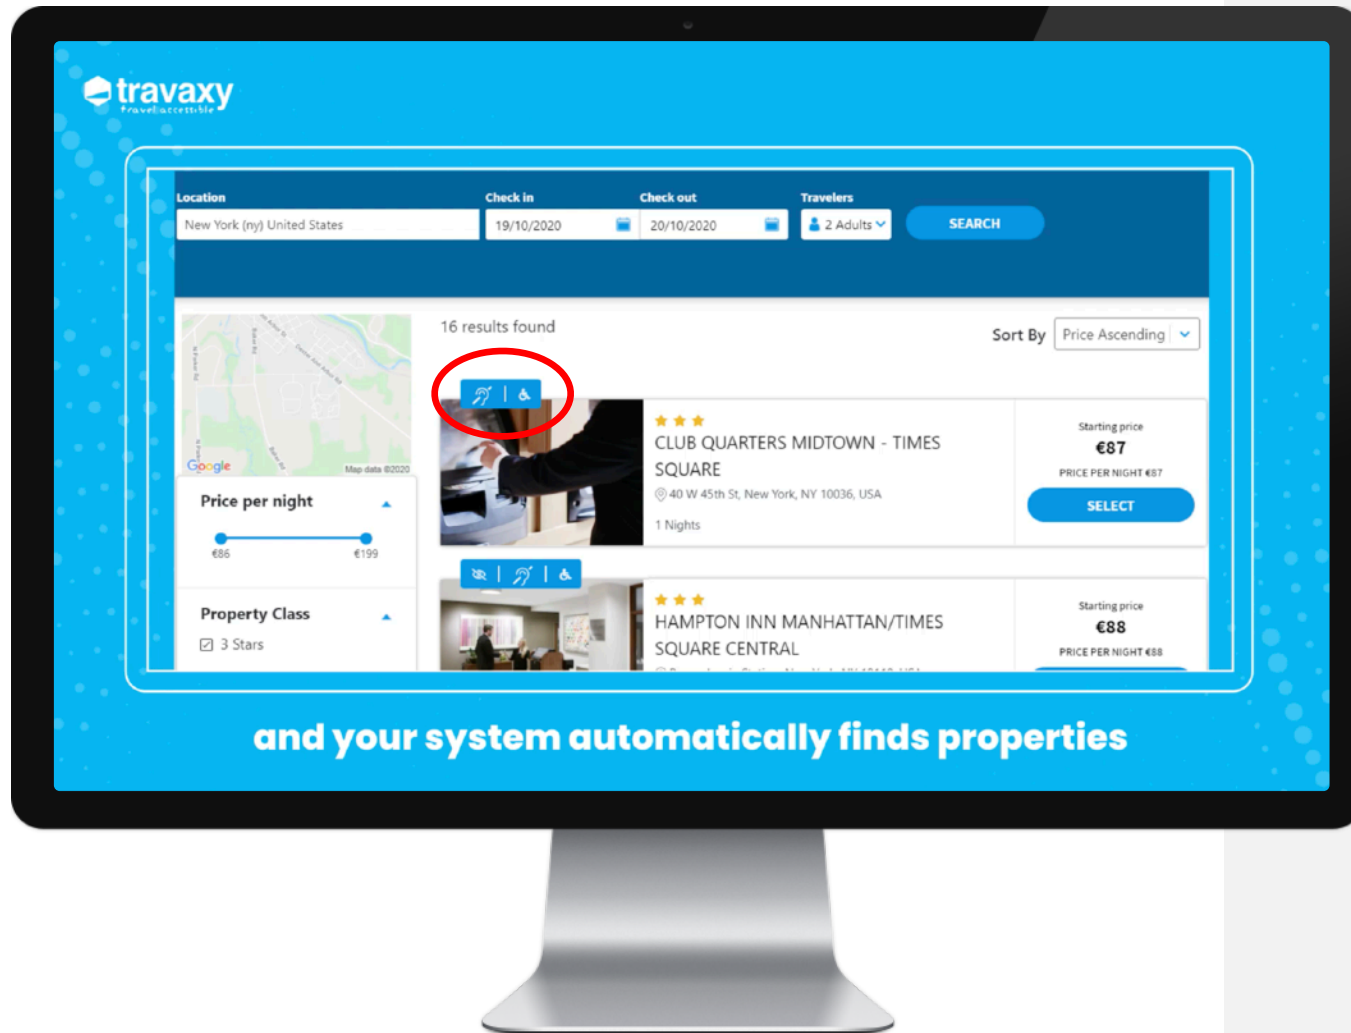 travaxy
travel:accessible
Location
Check in
Check out
Travelers
New York (ny) United States
19/10/2020
20/10/2020
2 Adults
SEARCH
16 results found
Sort By
Price Ascending
Google
Map data ©2020
Price per night
€86
€199
Property Class
3 Stars
CLUB QUARTERS MIDTOWN - TIMES
SQUARE
40 W 45th St, New York, NY 10036, USA
1 Nights
Starting price
€87
PRICE PER NIGHT €87
SELECT
HAMPTON INN MANHATTAN/TIMES
SQUARE CENTRAL
Starting price
€88
PRICE PER NIGHT €88
and your system automatically finds properties